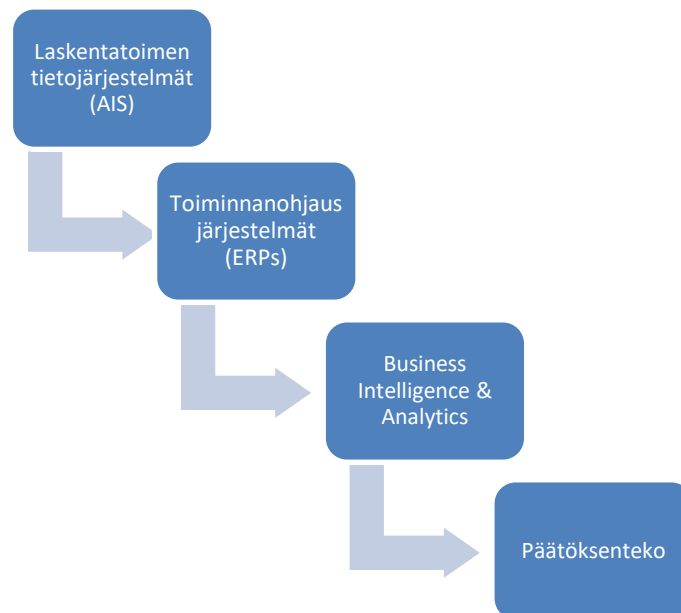 Laskentatoimen
tietojärjestelmät
(AIS)
Toiminnanohjaus
järjestelmät
(ERPs)
Business
Intelligence &
Analytics
Päätöksenteko